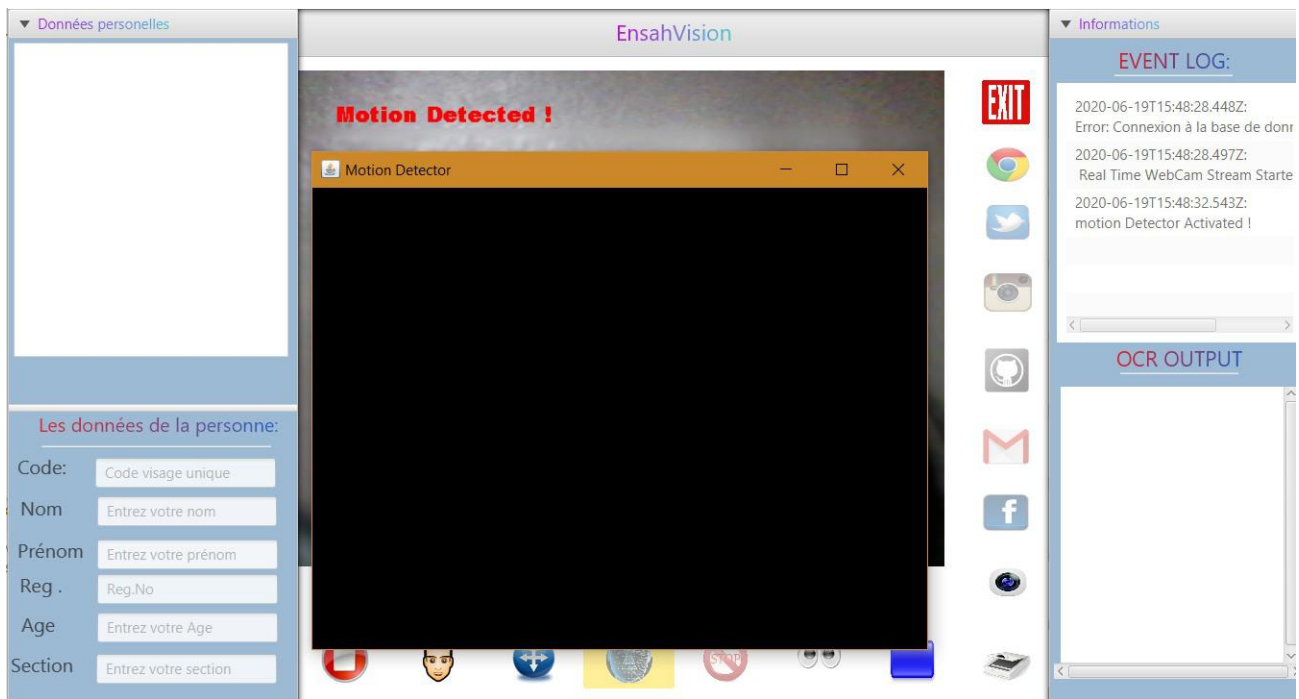 Données personelles
EnsahVision
Informations
EVENT LOG:
2020-06-19T15:48:28.448Z:
Error: Connexion à la base de donr
2020-06-19T15:48:28.497Z:
Real Time WebCam Stream Starte
2020-06-19T15:48:32.543Z:
motion Detector Activated !
OCR OUTPUT
Motion Detected !
Motion Detector
EXIT
Les données de la personne:
Code:
Code visage unique
Nom
Entrez votre nom
Prénom
Entrez votre prénom
Reg .
Reg.No
Age
Entrez votre Age
Section
Entrez votre section
STOP